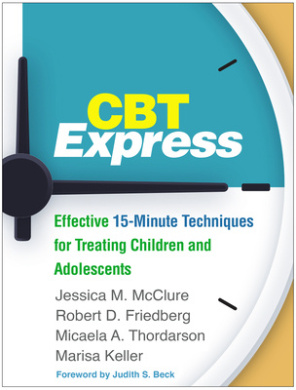 CBT
Express
Effective 15-Minute Techniques
for Treating Children and
Adolescents
Jessica M. McClure
Robert D. Friedberg
Micaela A. Thordarson
Marisa Keller
Foreword by Judith S. Beck